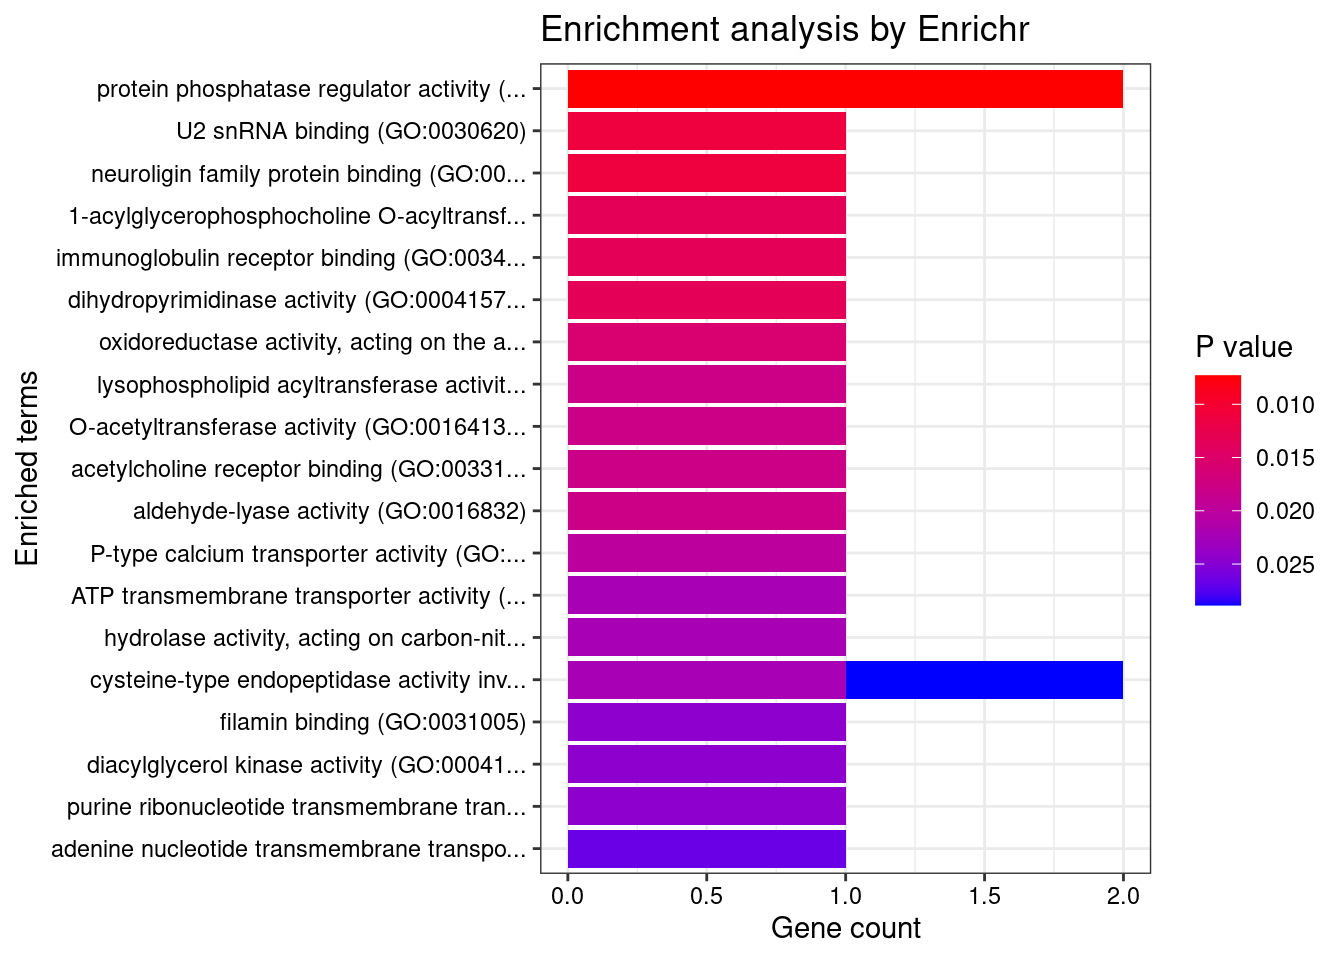 Enrichment analysis by Enrichr
Enriched terms
protein phosphatase regulator activity (...
U2 snRNA binding (GO:0030620)
neuroligin family protein binding (GO:00...
1-acylglycerophosphocholine O-acyltransf...
immunoglobulin receptor binding (GO:0034...
dihydropyrimidinase activity (GO:0004157...
oxidoreductase activity, acting on the a...
lysophospholipid acyltransferase activit...
O-acetyltransferase activity (GO:0016413...
acetylcholine receptor binding (GO:00331...
aldehyde-lyase activity (GO:0016832)
P-type calcium transporter activity (GO:...
ATP transmembrane transporter activity (...
hydrolase activity, acting on carbon-nit...
cysteine-type endopeptidase activity inv...
filamin binding (GO:0031005)
diacylglycerol kinase activity (GO:00041...
purine ribonucleotide transmembrane tran...
adenine nucleotide transmembrane transpo...
0.0 0.5 1.0 1.5 2.0
Gene count
P value
0.010
0.015
0.020
0.025